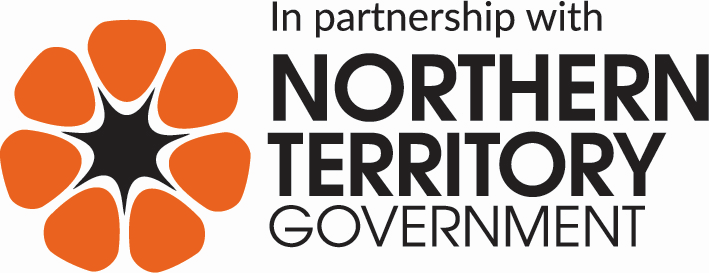 In partnership with
NORTHERN
TERRITORY
GOVERNMENT